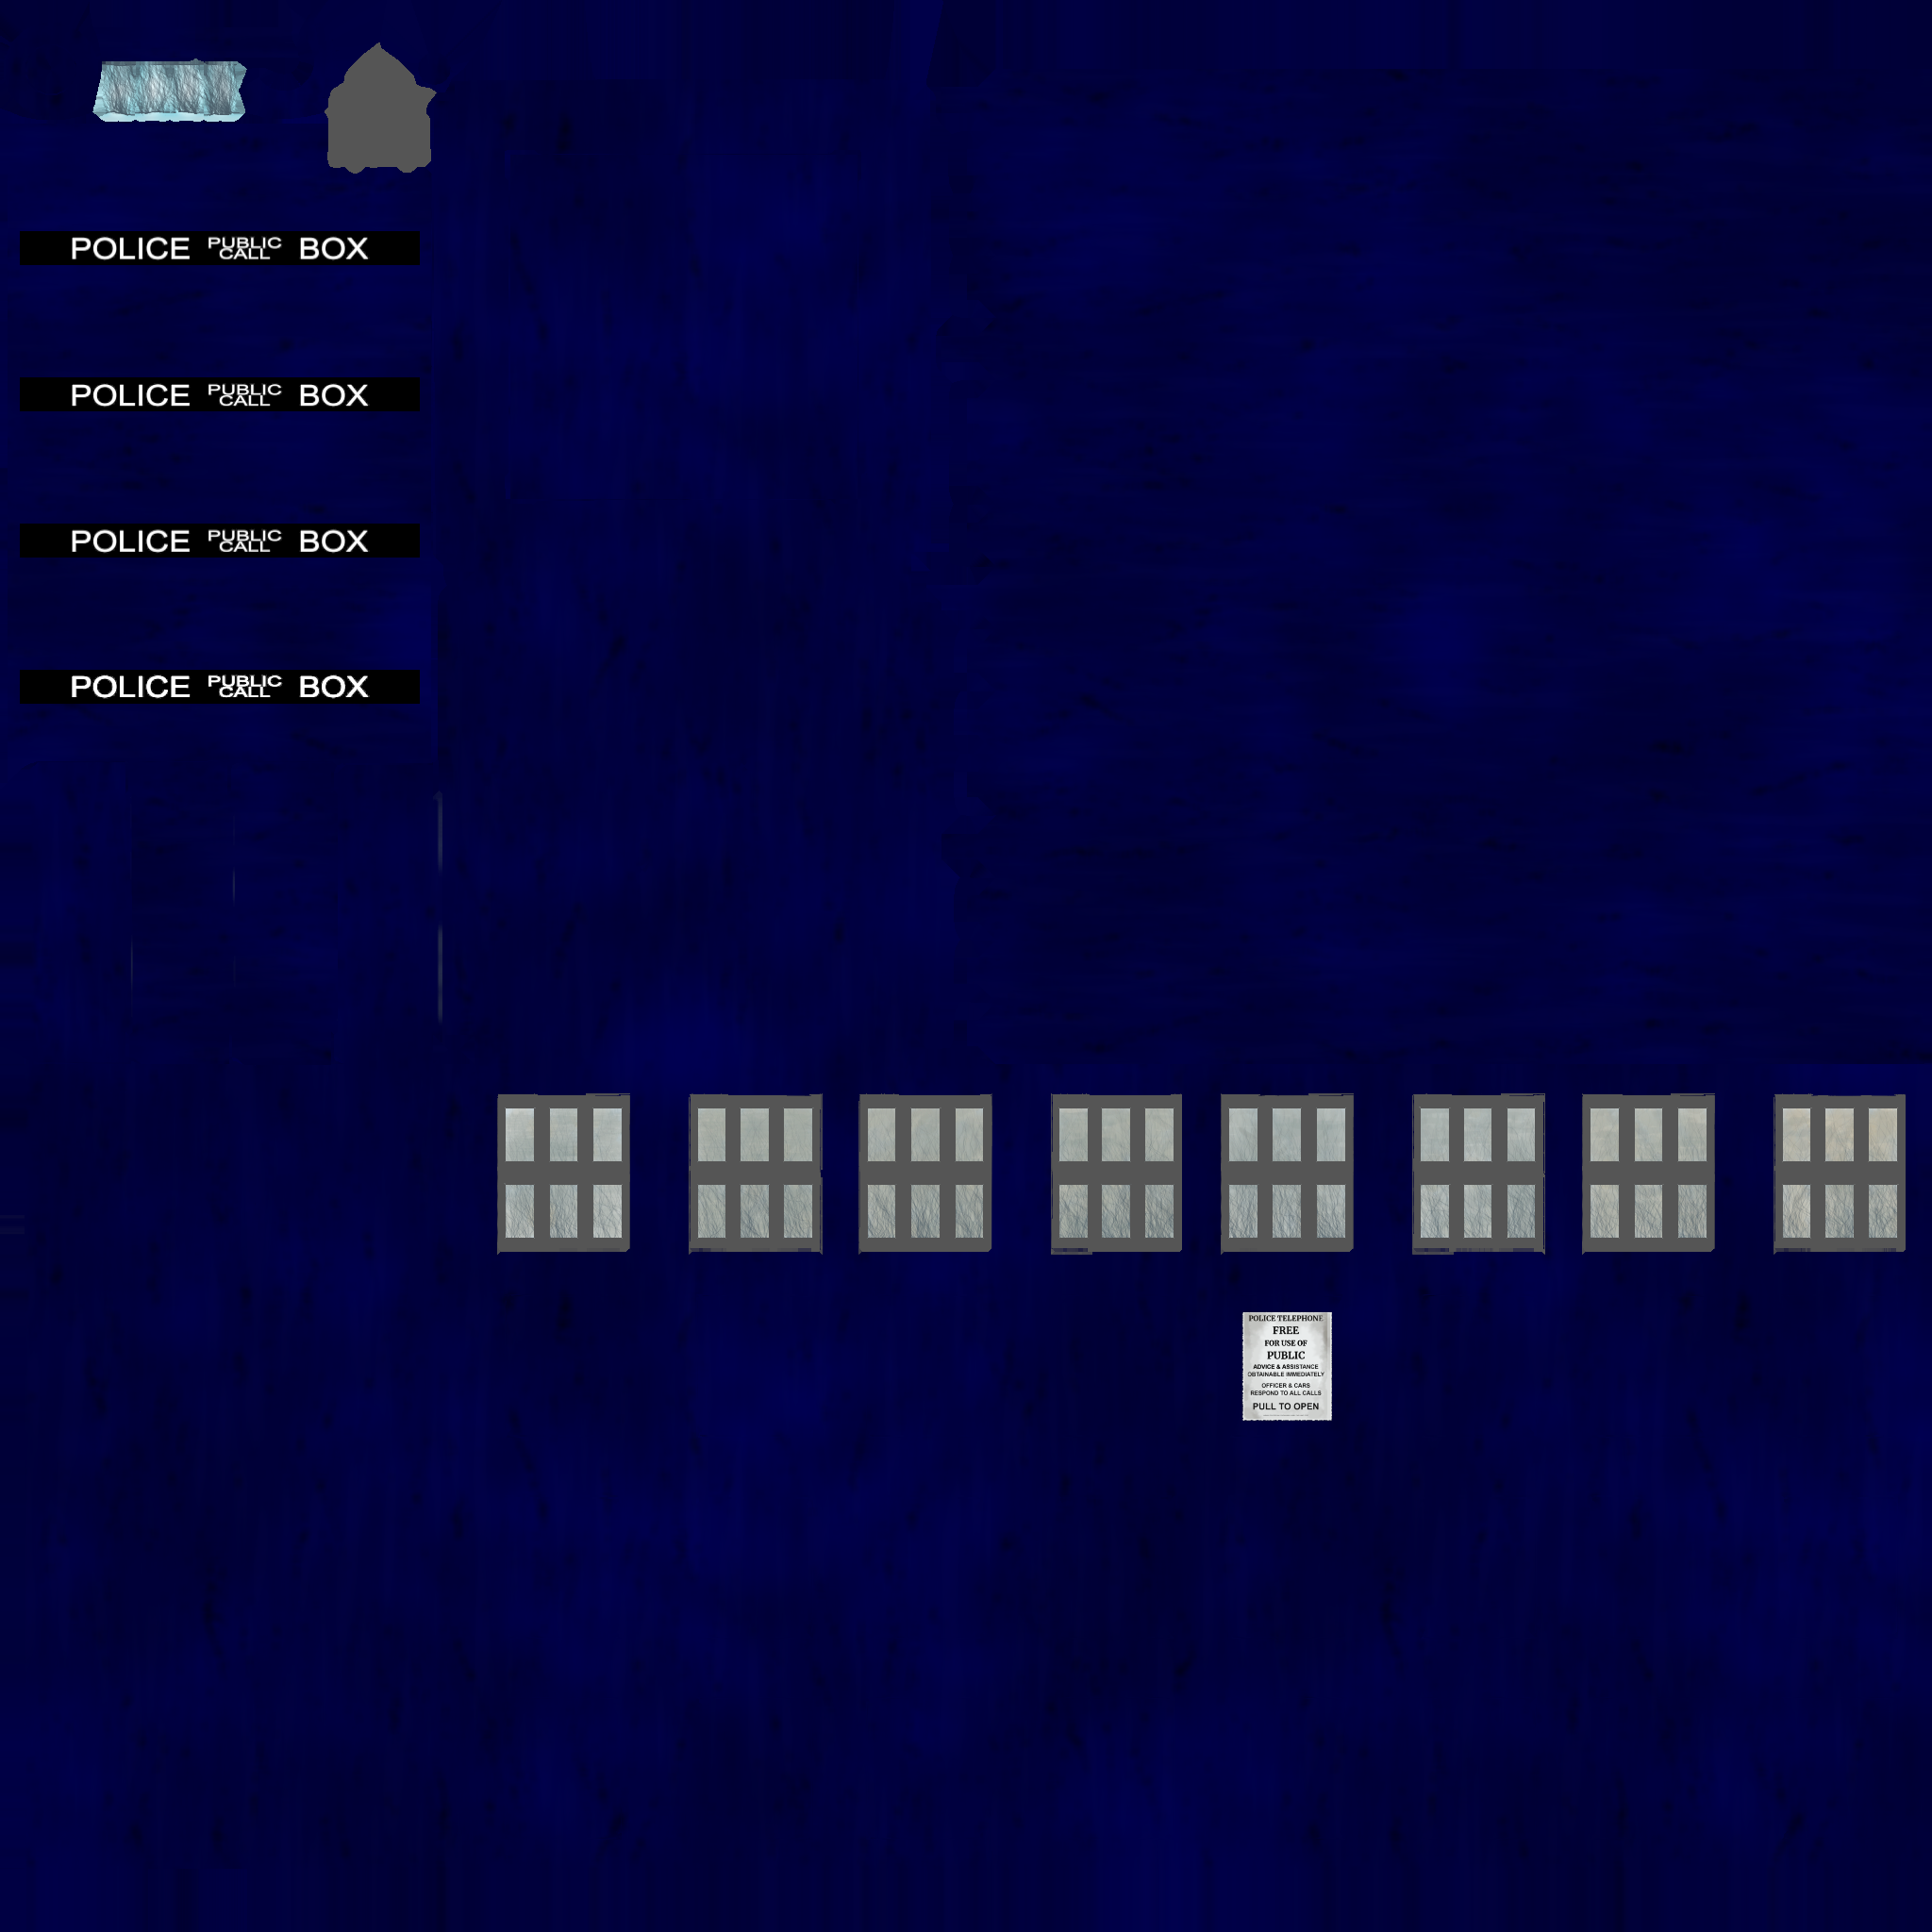 POLICE PUBLIC CALL BOX
POLICE PUBLIC CALL BOX
POLICE PUBLIC CALL BOX
POLICE PUBLIC CALL BOX
POLICE TELEPHONE
FREE
FOR USE OF
PUBLIC
ADVICE & ASSISTANCE
OBTAINABLE IMMEDIATELY
OFFICER & CARS
RESPOND TO ALL CALLS
PULL TO OPEN